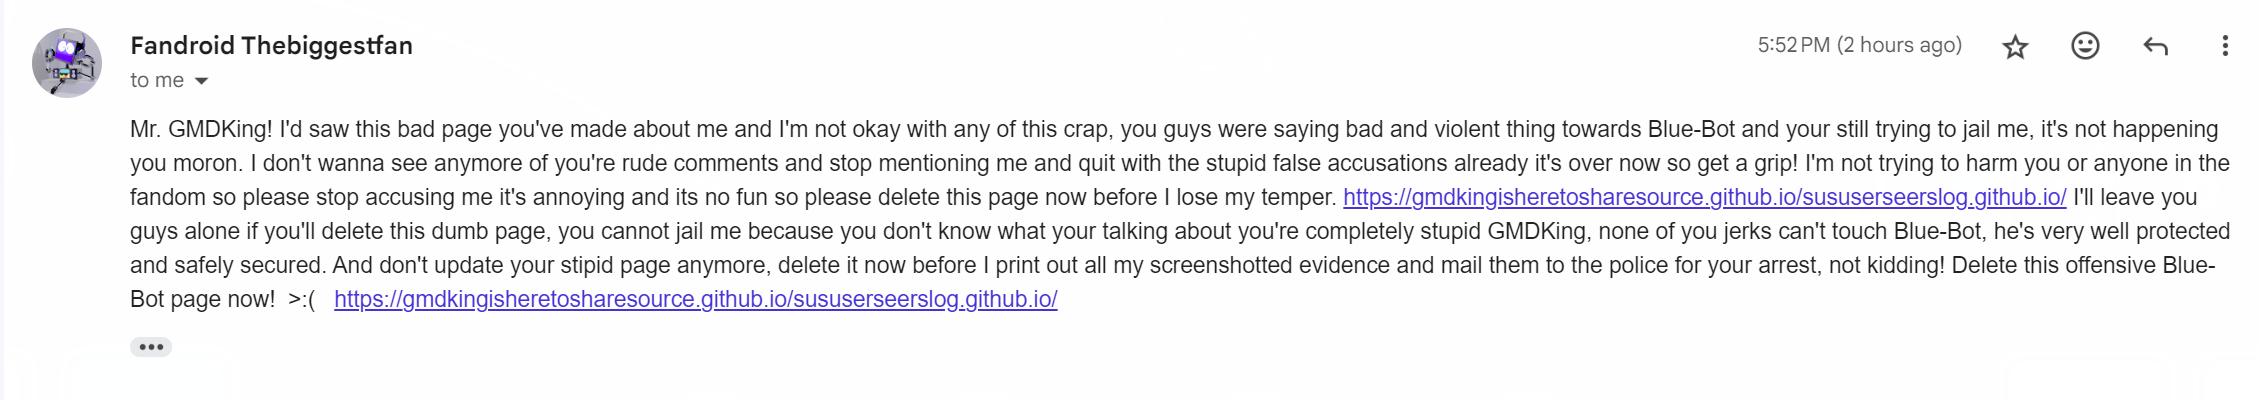 Fandroid Thebiggestfan
5:52 PM (2 hours ago)
to me
Mr. GMDKing! I'd saw this bad page you've made about me and I'm not okay with any of this crap, you guys were saying bad and violent thing towards Blue-Bot and your still trying to jail me, it's not happening
you moron. I don't wanna see anymore of you're rude comments and stop mentioning me and quit with the stupid false accusations already it's over now so get a grip! I'm not trying to harm you or anyone in the
fandom so please stop accusing me it's annoying and its no fun so please delete this page now before I lose my temper. https://gmdkingisheretosharesource.github.io/sususerseerslog.github.io/ I'll leave you
guys alone if you'll delete this dumb page, you cannot jail me because you don't know what your talking about you're completely stupid GMDKing, none of you jerks can't touch Blue-Bot, he's very well protected
and safely secured. And don't update your stipid page anymore, delete it now before I print out all my screenshotted evidence and mail them to the police for your arrest, not kidding! Delete this offensive Blue-
Bot page now!  >:(   https://gmdkingisheretosharesource.github.io/sususerseerslog.github.io/